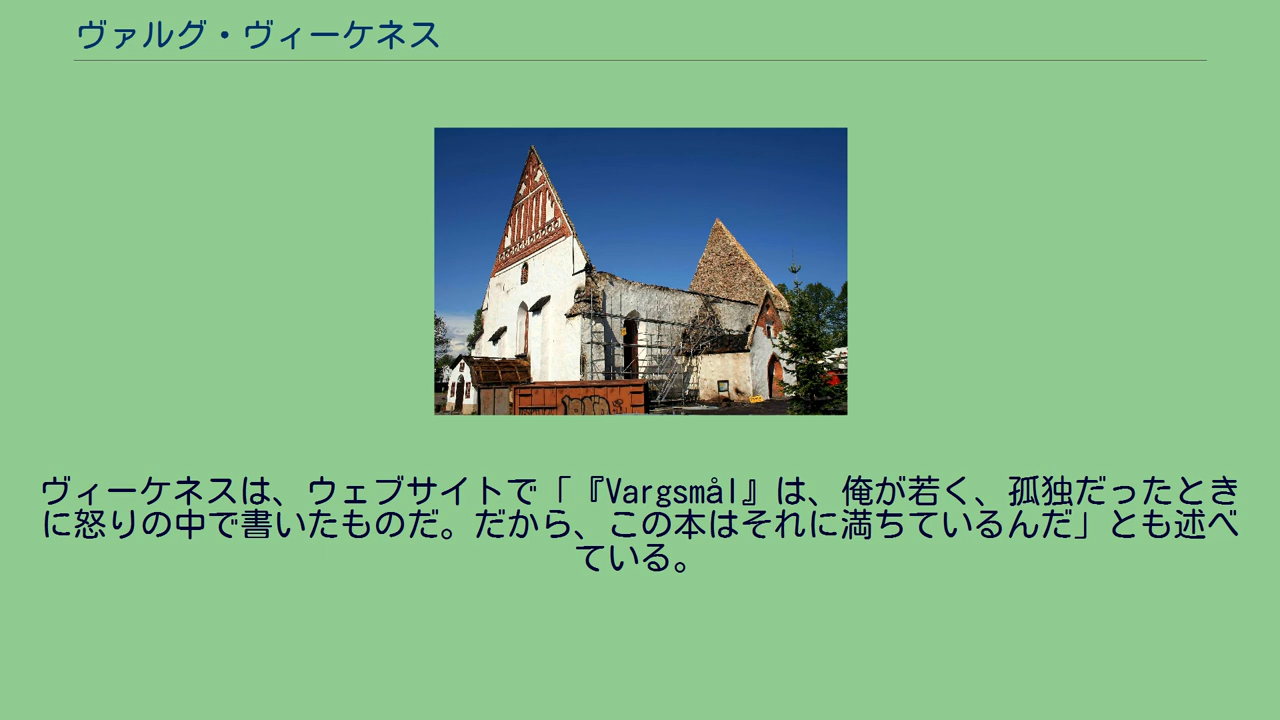 ヴァルグ・ヴィーケネス
ヴィーケネスは、ウェブサイトで「『Vargsmål』は、俺が若く、孤独だったとき
に怒りの中で書いたものだ。だから、この本はそれに満ちているんだ」とも述べ
ている。